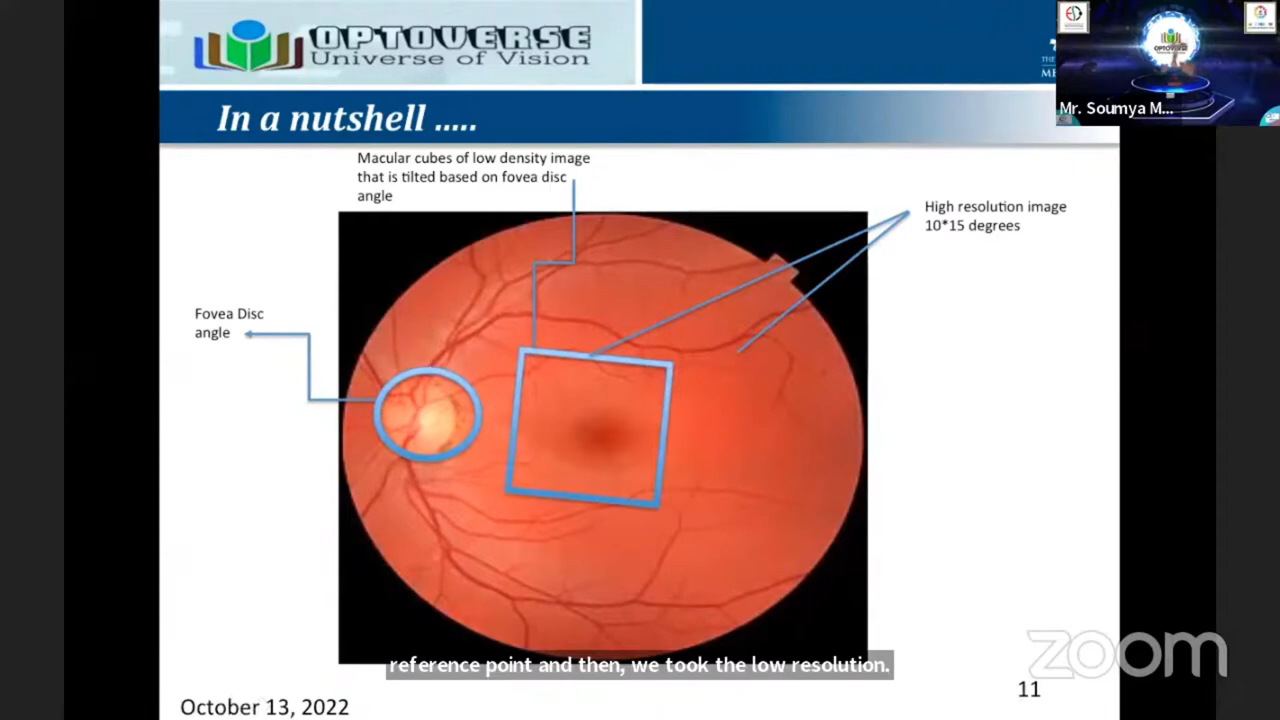 OPTOVERSE
Universe of Vision
THE
ME
Mr. Soumya M...
In a nutshell .....
Macular cubes of low density image
that is tilted based on fovea disc
angle
High resolution image
10*15 degrees
Fovea Disc
angle
reference point and then, we took the low resolution.
zoom
11
October 13, 2022